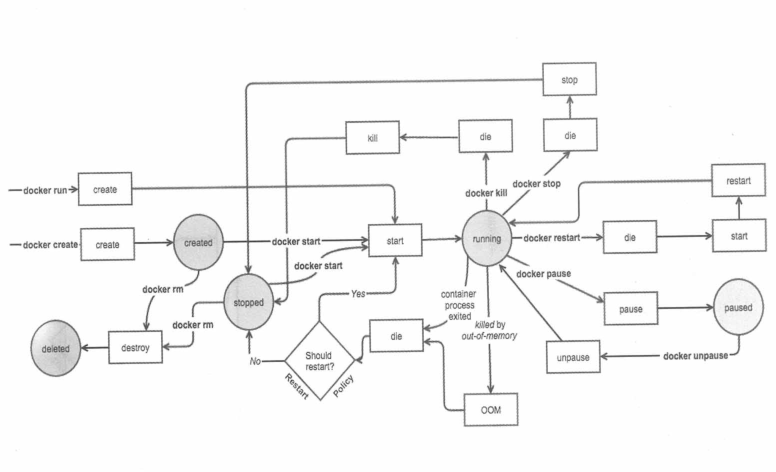 stop
kill
die
die
docker run
create
docker kill
docker stop
restart
docker create
create
created
docker start
start
running
docker restart
die
start
docker start
docker pause
docker rm
stopped
Yes
container
process
exited
pause
paused
docker rm
killed by
out-of-memory
deleted
destroy
No
Should
restart?
die
unpause
docker unpause
Restart
Policy
OOM